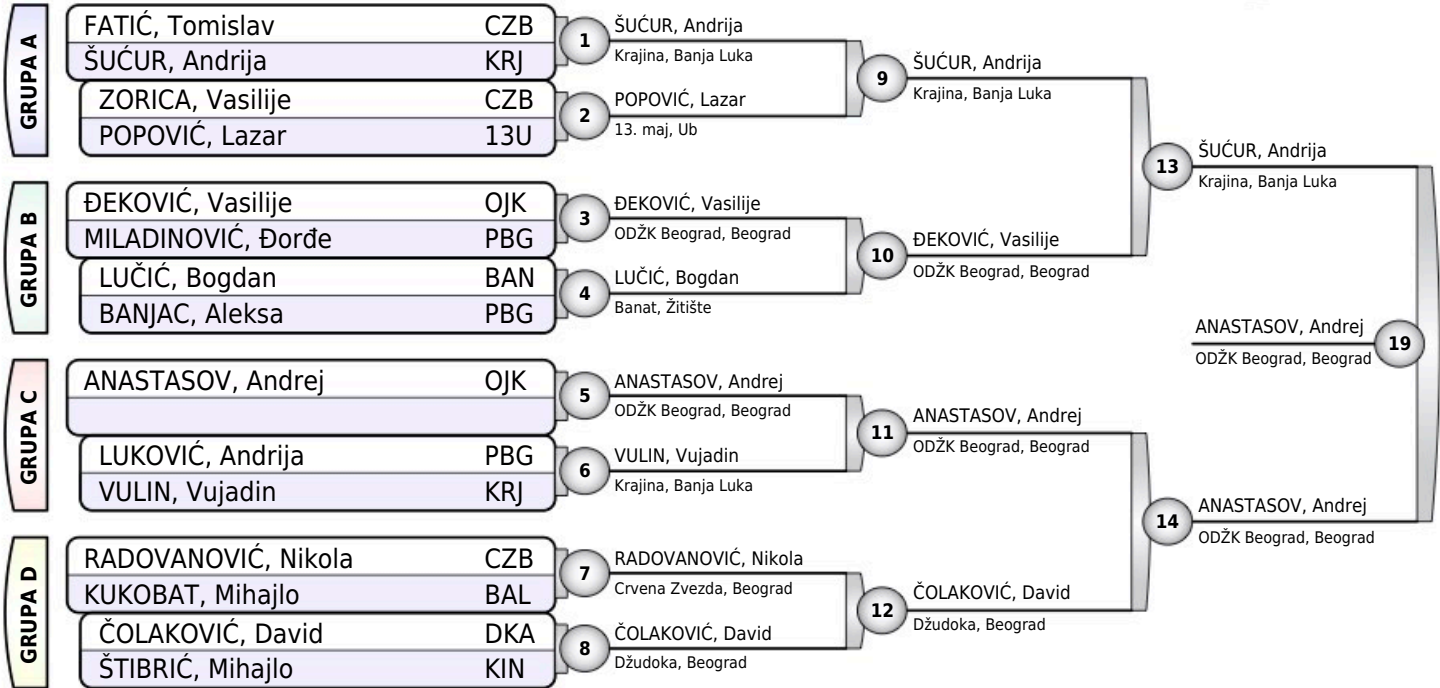 GRUPA A
FATIĆ, Tomislav CZB
ŠUĆUR, Andrija KRJ
ZORICA, Vasilije CZB
POPOVIĆ, Lazar 13U
GRUPA B
ĐEKOVIĆ, Vasilije OJK
MILADINOVIĆ, Đorđe PBG
LUČIĆ, Bogdan BAN
BANJAC, Aleksa PBG
GRUPA C
ANASTASOV, Andrej OJK
LUKOVIĆ, Andrija PBG
VULIN, Vujadin KRJ
GRUPA D
RADOVANOVIĆ, Nikola CZB
KUKOBAT, Mihajlo BAL
ČOLAKOVIĆ, David DKA
ŠTIBRIĆ, Mihajlo KIN
1 ŠUĆUR, Andrija
Krajina, Banja Luka
2 POPOVIĆ, Lazar
13. maj, Ub
3 ĐEKOVIĆ, Vasilije
ODŽK Beograd, Beograd
4 LUČIĆ, Bogdan
Banat, Žitište
5 ANASTASOV, Andrej
ODŽK Beograd, Beograd
6 VULIN, Vujadin
Krajina, Banja Luka
7 RADOVANOVIĆ, Nikola
Crvena Zvezda, Beograd
8 ČOLAKOVIĆ, David
Džudoka, Beograd
9 ŠUĆUR, Andrija
Krajina, Banja Luka
10 ĐEKOVIĆ, Vasilije
ODŽK Beograd, Beograd
11 ANASTASOV, Andrej
ODŽK Beograd, Beograd
12 ČOLAKOVIĆ, David
Džudoka, Beograd
13 ŠUĆUR, Andrija
Krajina, Banja Luka
14 ANASTASOV, Andrej
ODŽK Beograd, Beograd
ANASTASOV, Andrej 19
ODŽK Beograd, Beograd